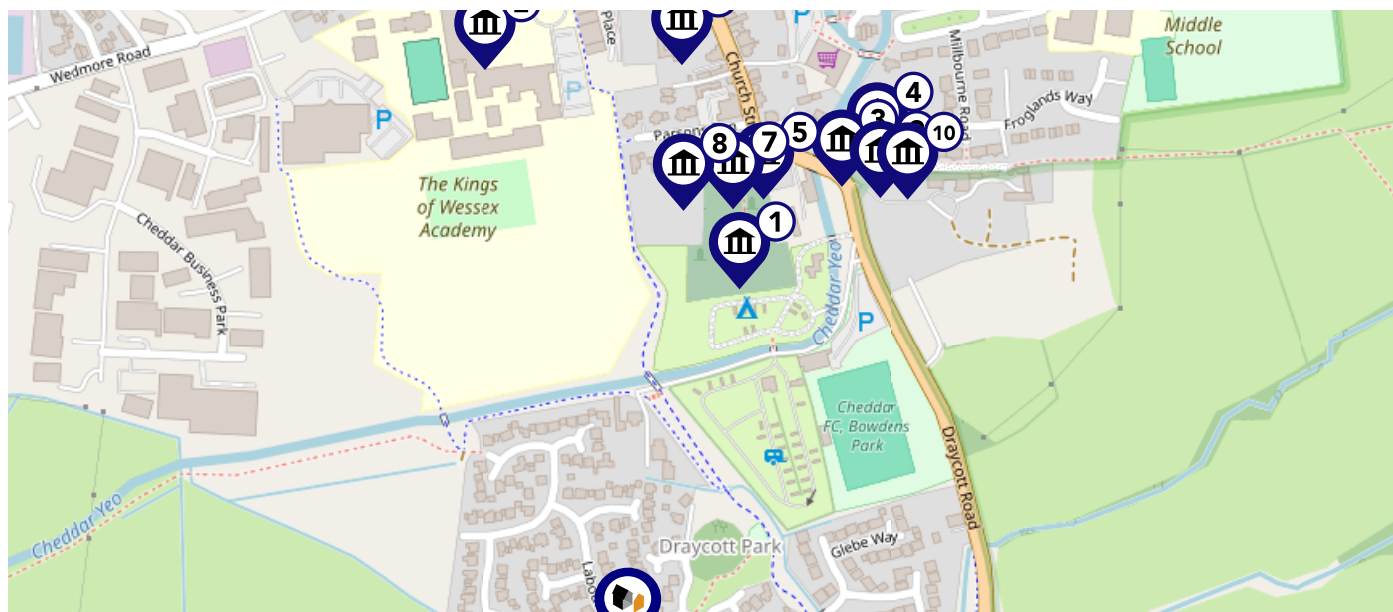 Middle
School
Wedmore Road
Place
Church St
Millbourne Road
Froglands Way
P
P
P
P
4
3
10
5
7
8
1
The Kings
of Wessex
Academy
Cheddar Business Park
Cheddar Yeo
Cheddar
FC, Bowdens
Park
Draycott Road
Cheddar Yeo
Draycott Park
Glebe Way